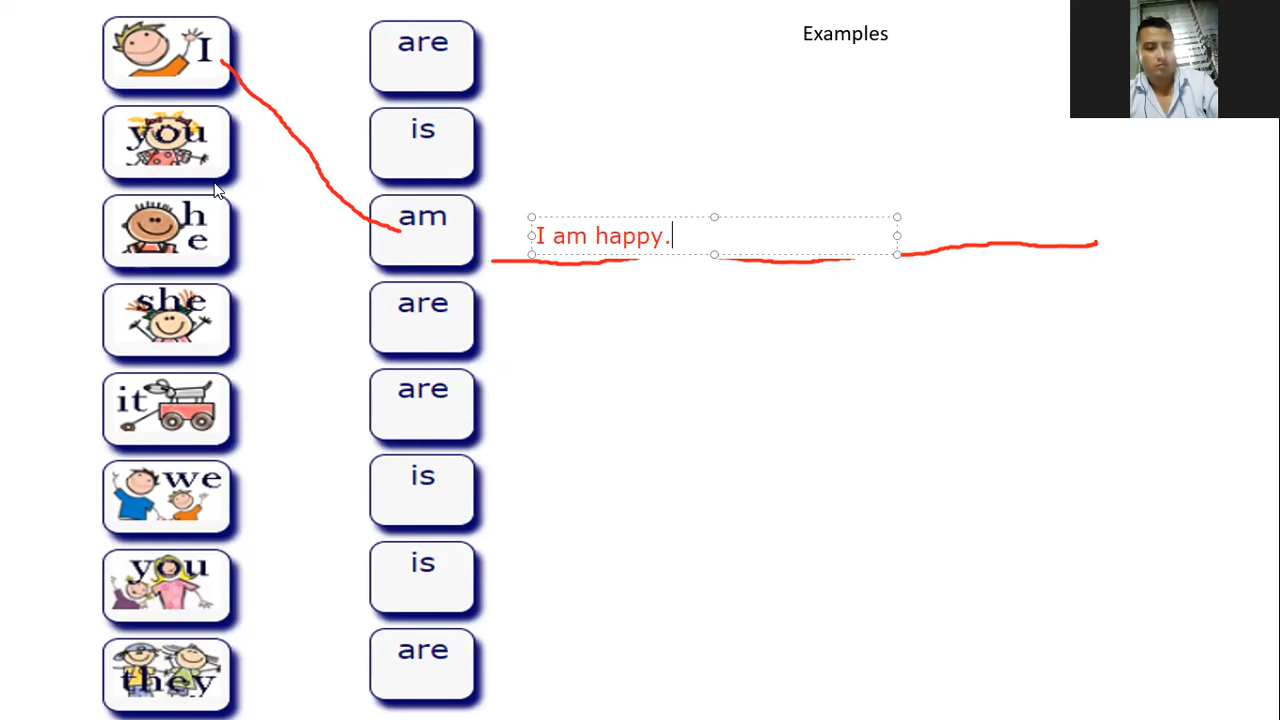 Examples
I
are
you
is
he
am
I am happy.
she
are
it
are
we
is
you
is
they
are